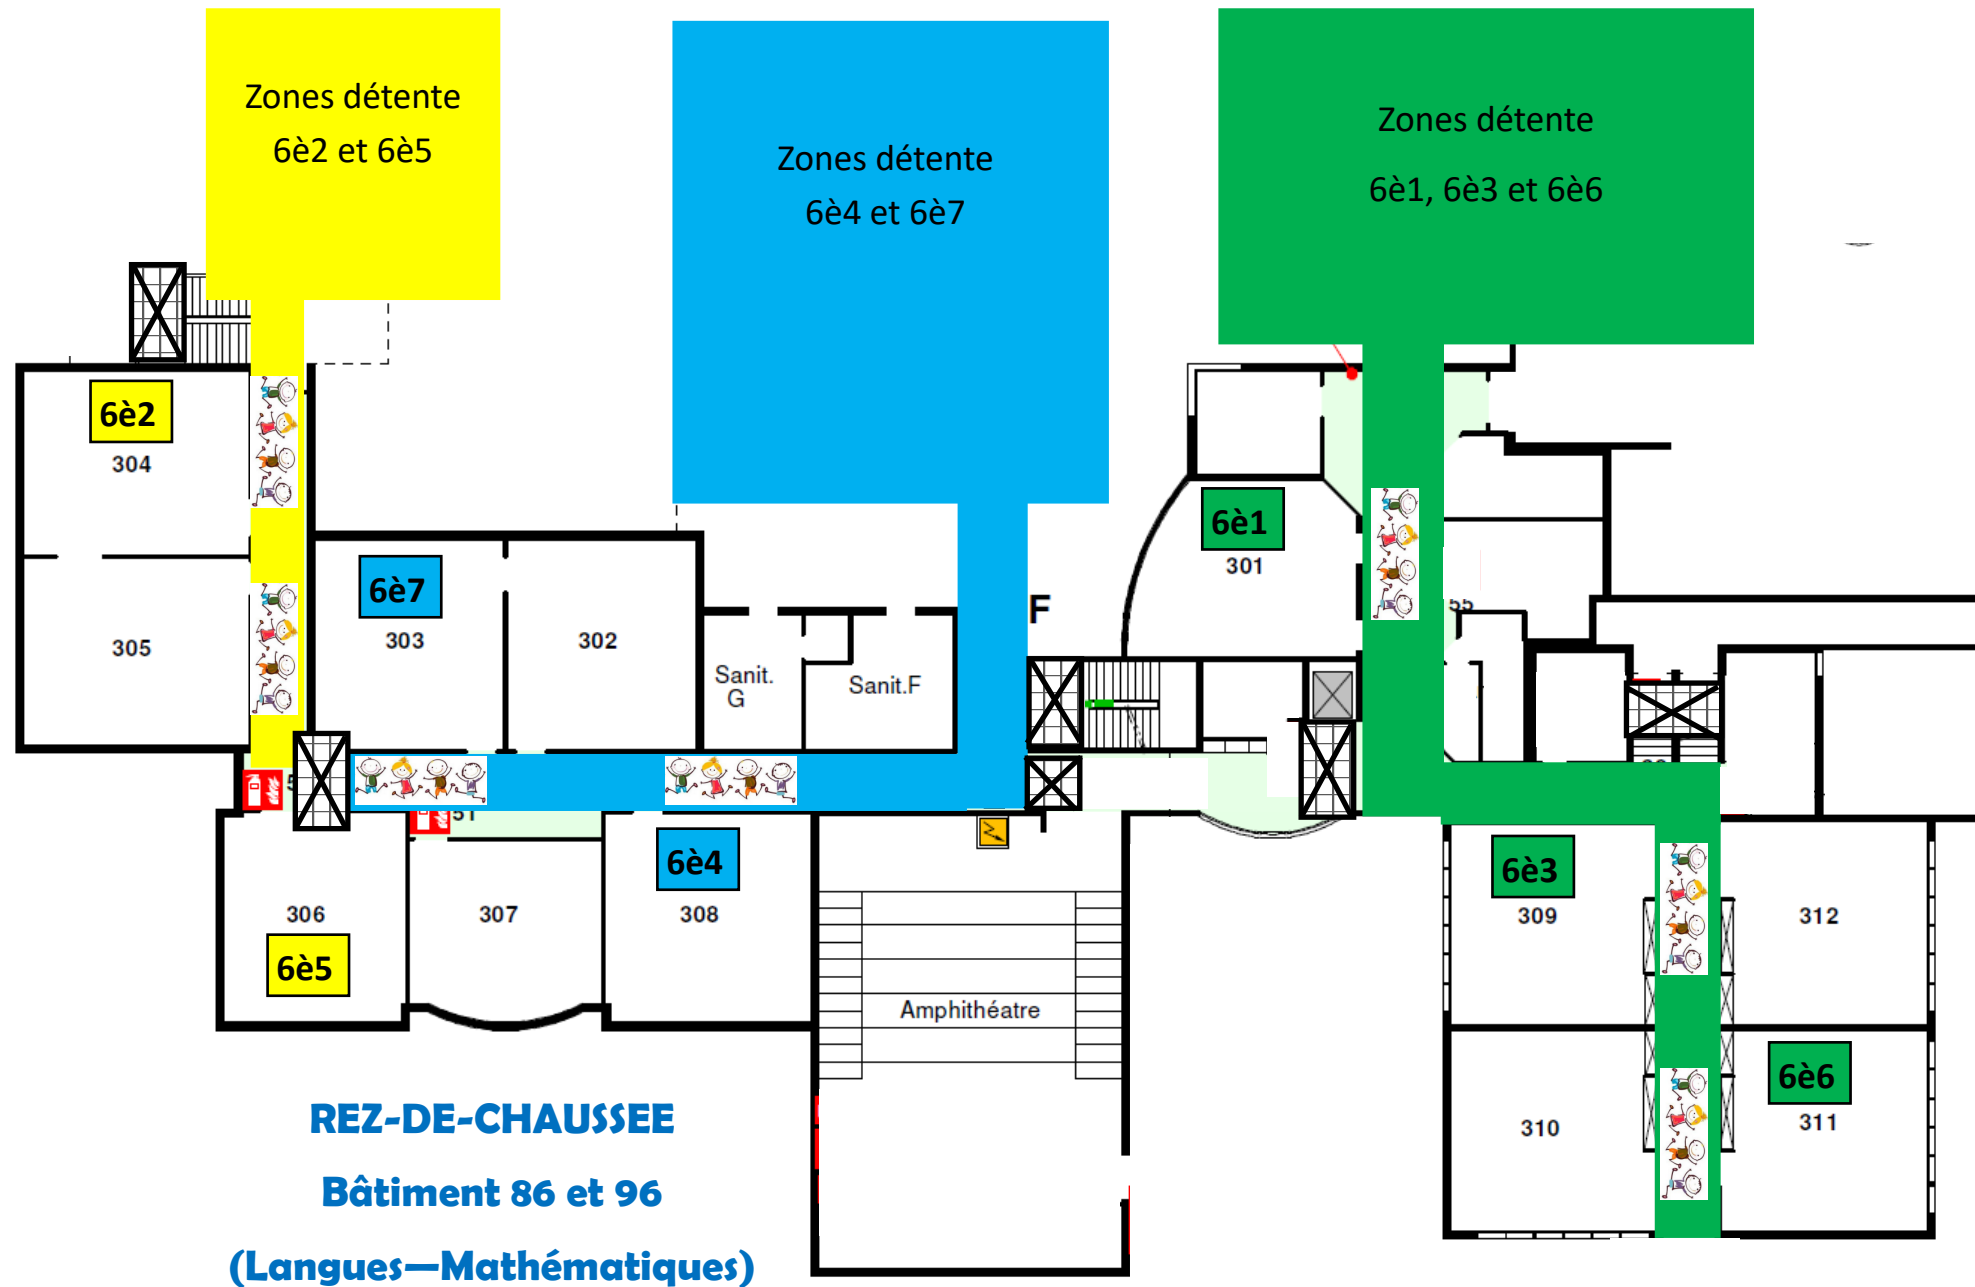 Zones détente
6è2 et 6è5
Zones détente
6è4 et 6è7
Zones détente
6è1, 6è3 et 6è6
6è2
304
305
6è7
303
302
Sanit.
G
Sanit.F
F
6è1
301
55
51
306
6è5
307
6è4
308
Amphithéatre
6è3
309
312
310
6è6
311
REZ-DE-CHAUSSEE
Bâtiment 86 et 96
(Langues—Mathématiques)